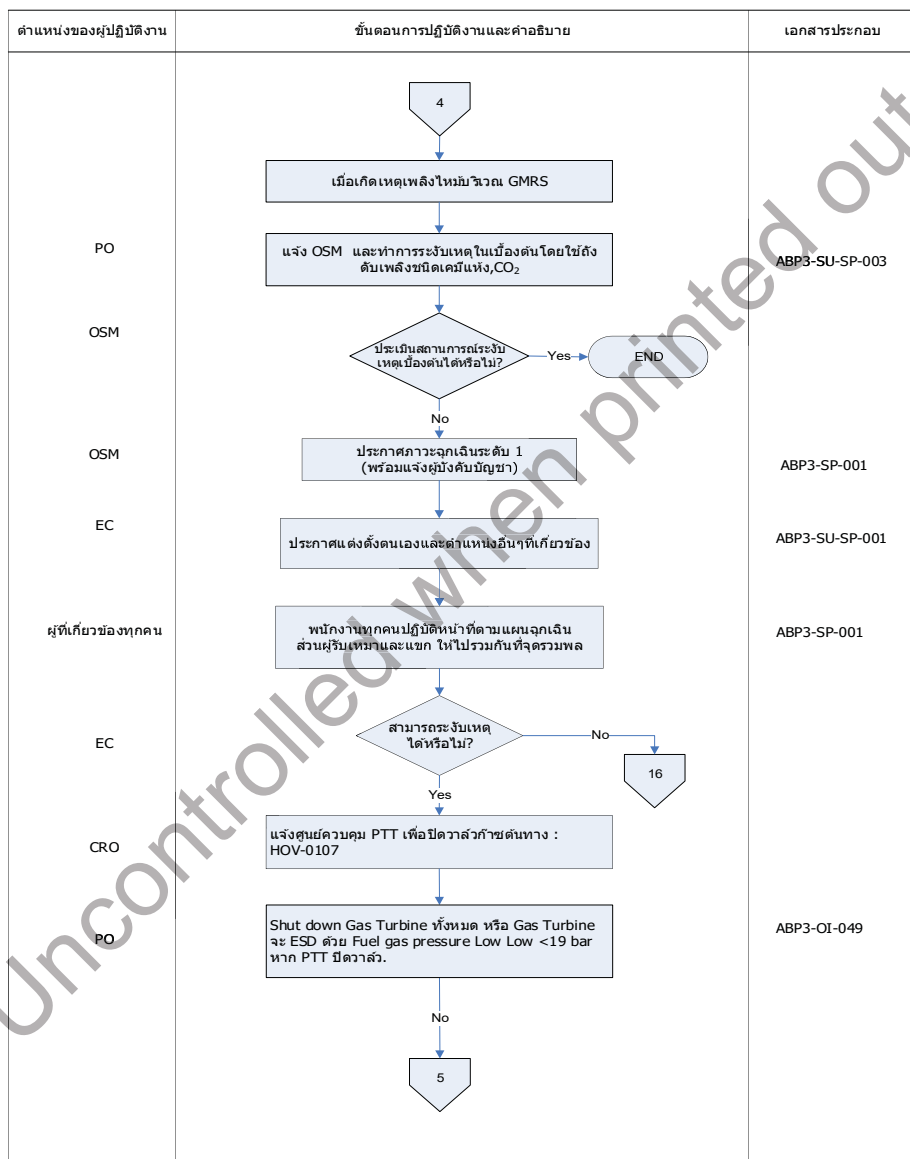 ตำแหน่งของผู้ปฏิบัติงาน
ขั้นตอนการปฏิบัติงานและคำอธิบาย
เอกสารประกอบ
4
เมื่อเกิดเหตุเพลิงไหม้บริเวณ GMRS
PO
แจ้ง OSM และทำการระงับเหตุในเบื้องต้นโดยใช้ถัง
ดับเพลิงชนิดเคมีแห้ง,CO₂
ABP3-SU-SP-003
OSM
ประเมินสถานการณ์ระงับ
เหตุเบื้องต้นได้หรือไม่?
Yes
END
No
OSM
ประกาศภาวะฉุกเฉินระดับ 1
(พร้อมแจ้งผู้บังคับบัญชา)
ABP3-SP-001
EC
ประกาศแต่งตั้งตนเองและตำแหน่งอื่นๆที่เกี่ยวข้อง
ABP3-SU-SP-001
ผู้ที่เกี่ยวข้องทุกคน
พนักงานทุกคนปฏิบัติหน้าที่ตามแผนฉุกเฉิน
ส่วนผู้รับเหมาและแขก ให้ไปรวมกันที่จุดรวมพล
ABP3-SP-001
EC
สามารถระงับเหตุ
ได้หรือไม่?
No
16
Yes
CRO
แจ้งศูนย์ควบคุม PTT เพื่อปิดวาล์วก๊าซต้นทาง :
HOV-0107
PO
Shut down Gas Turbine ทั้งหมด หรือ Gas Turbine
จะ ESD ด้วย Fuel gas pressure Low Low <19 bar
หาก PTT ปิดวาล์ว.
ABP3-OI-049
No
5
Uncontrolled when printed out